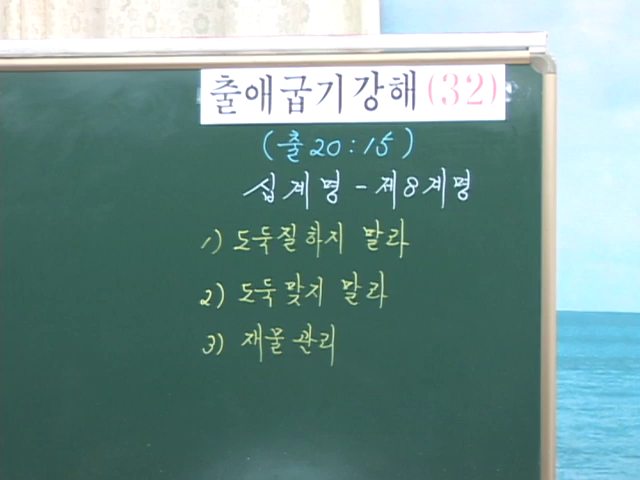 출애굽기강해(32)
(출 20:15)
십계명 - 제8계명
1) 도둑질하지 말라
2) 도둑맞지 말라
3) 재물관리